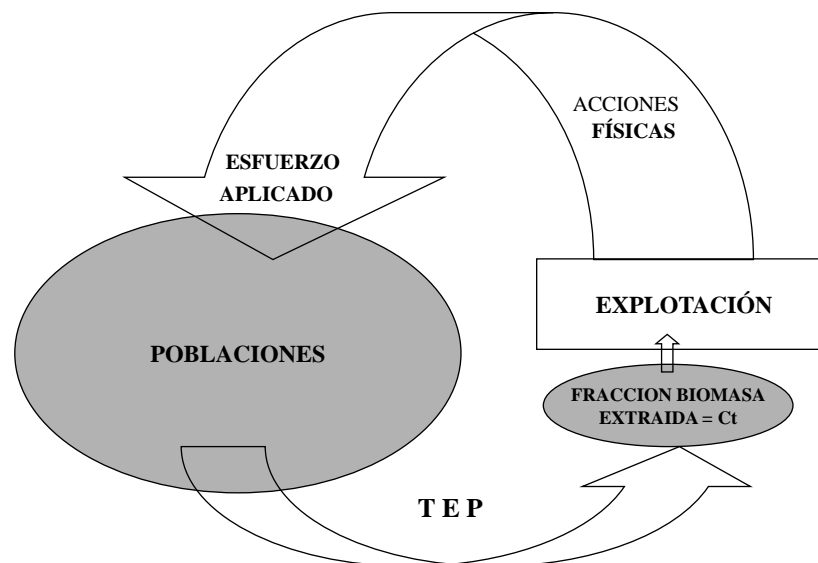 ACCIONES
FÍSICAS
ESFUERZO
APLICADO
EXPLOTACIÓN
POBLACIONES
FRACCION BIOMASA
EXTRAIDA = Ct
T E P